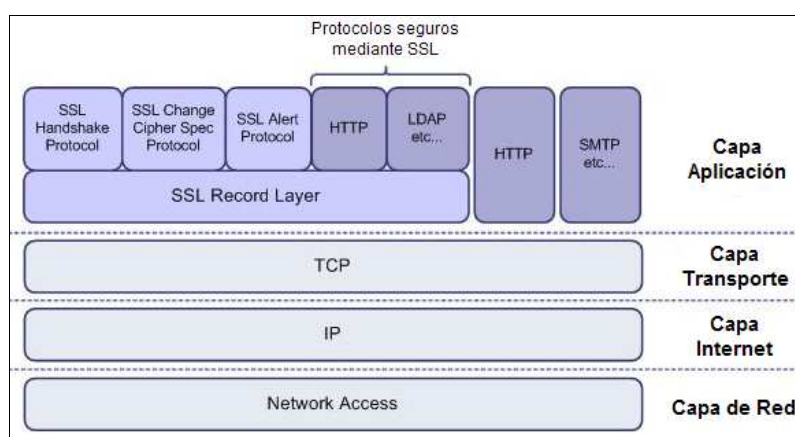 Protocolos seguros
mediante SSL
SSL
Handshake
Protocol
SSL Change
Cipher Spec
Protocol
SSL Alert
Protocol
HTTP
LDAP
etc...
HTTP
SMTP
etc...
Capa
Aplicación
SSL Record Layer
TCP
Capa
Transporte
IP
Capa
Internet
Network Access
Capa de Red